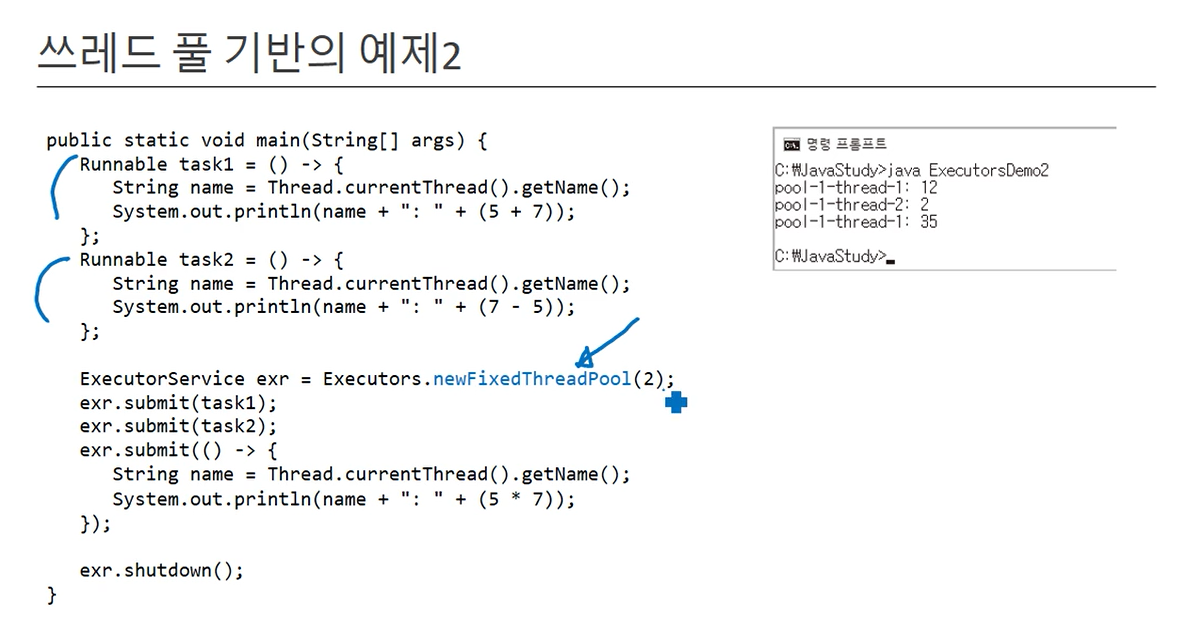 쓰레드 풀 기반의 예제2
public static void main(String[] args) {
Runnable task1 = () -> {
String name = Thread.currentThread().getName();
System.out.println(name + ": " + (5 + 7));
};
Runnable task2 = () -> {
String name = Thread.currentThread().getName();
System.out.println(name + ": " + (7 - 5));
};
ExecutorService exr = Executors.newFixedThreadPool(2);
exr.submit(task1);
exr.submit(task2);
exr.submit(() -> {
String name = Thread.currentThread().getName();
System.out.println(name + ": " + (5 * 7));
});
exr.shutdown();
}
명령 프롬프트
C:₩JavaStudy>java ExecutorsDemo2
pool-1-thread-1: 12
pool-1-thread-2: 2
pool-1-thread-1: 35
C:₩JavaStudy>